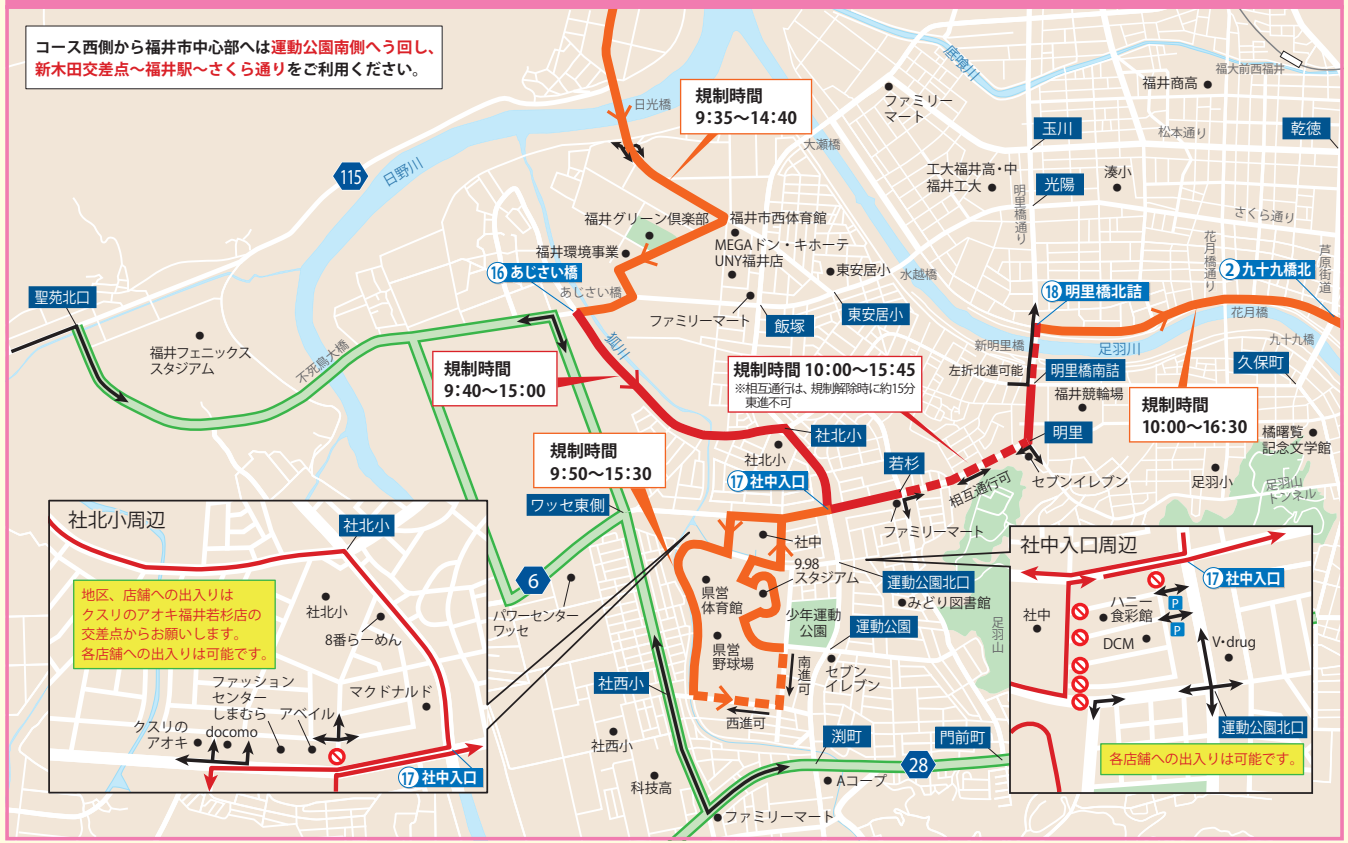 コース西側から福井市中心部へは運動公園南側へう回し、
新木田交差点～福井駅～さくら通りをご利用ください。
日光橋
規制時間
9:35～14:40
底喰川
ファミリー
マート
福井商高
福大前西福井
大瀬橋
玉川
松本通り
乾徳
115
日野川
工大福井高・中
福井工大
光陽
湊小
明里橋通り
さくら通り
福井グリーン倶楽部
福井市西体育館
福井環境事業
MEGAドン・キホーテ
UNY福井店
東安居小
水越橋
花月橋通り
芦原街道
⑯あじさい橋
②九十九橋北
聖苑北口
あじさい橋
⑱明里橋北詰
ファミリーマート
飯塚
東安居小
花月橋
福井フェニックス
スタジアム
不死鳥大橋
狐川
新明里橋
足羽川
九十九橋
規制時間
9:40～15:00
規制時間 10:00～15:45
※相互通行は、規制解除時に約15分
東進不可
左折北進可能
明里橋南詰
久保町
福井競輪場
規制時間
10:00～16:30
規制時間
9:50～15:30
社北小
社北小
明里
橘曙覧
記念文学館
⑰社中入口
若杉
相互通行可
セブンイレブン
足羽小
足羽山
トンネル
ワッセ東側
ファミリーマート
社中
9.98
スタジアム
運動公園北口
6
パワーセンター
ワッセ
県営
体育館
みどり図書館
少年運動
公園
運動公園
足羽山
県営
野球場
南進可
セブン
イレブン
社西小
西進可
社西小
渕町
門前町
28
科技高
Aコープ
ファミリーマート
社北小周辺
社北小
地区、店舗への出入りは
クスリのアオキ福井若杉店の
交差点からお願いします。
各店舗への出入りは可能です。
社北小
8番らーめん
ファッション
センター
しまむら
アベイル
マクドナルド
クスリの
アオキ
docomo
⑰社中入口
社中入口周辺
⑰社中入口
社中
ハニー
食彩館
P
P
DCM
V・drug
運動公園北口
各店舗への出入りは可能です。